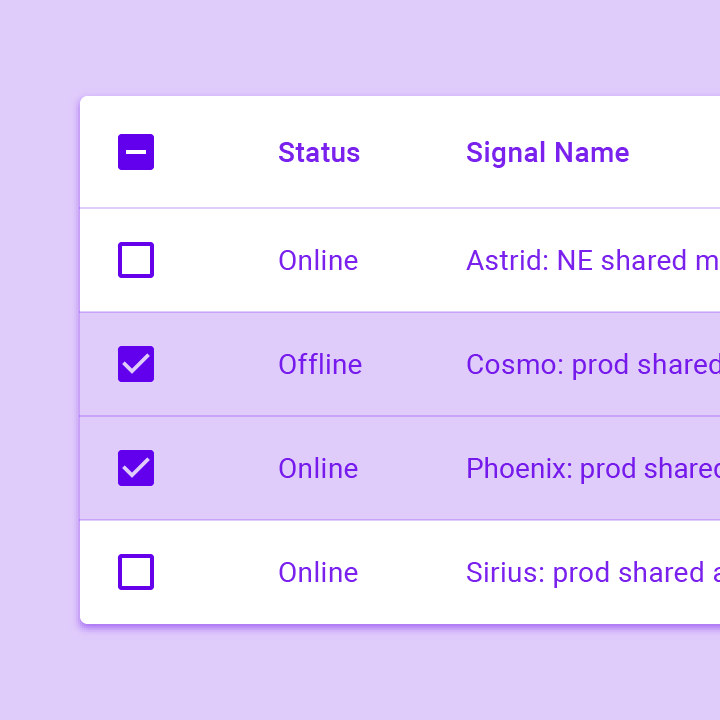 Status Signal Name
Online Astrid: NE shared
Offline Cosmo: prod shared
Online Phoenix: prod shared
Online Sirius: prod shared